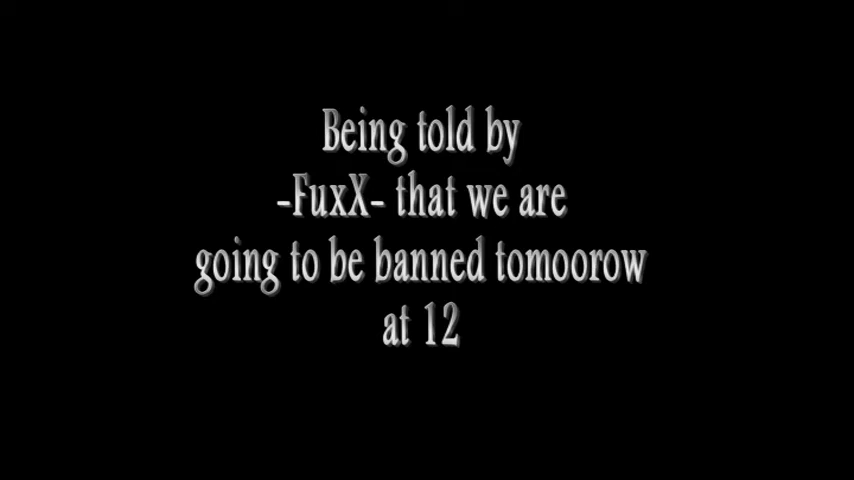 Being told by
-FuxX- that we are
going to be banned tomoorow
at 12